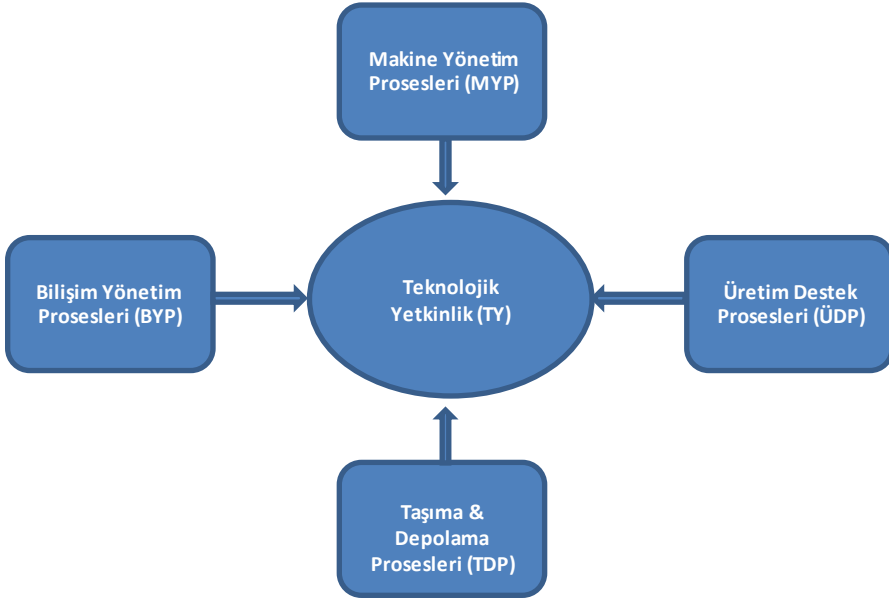 Makine Yönetim
Prosesleri (MYP)
Bilişim Yönetim
Prosesleri (BYP)
Teknolojik
Yetkinlik (TY)
Üretim Destek
Prosesleri (ÜDP)
Taşıma &
Depolama
Prosesleri (TDP)